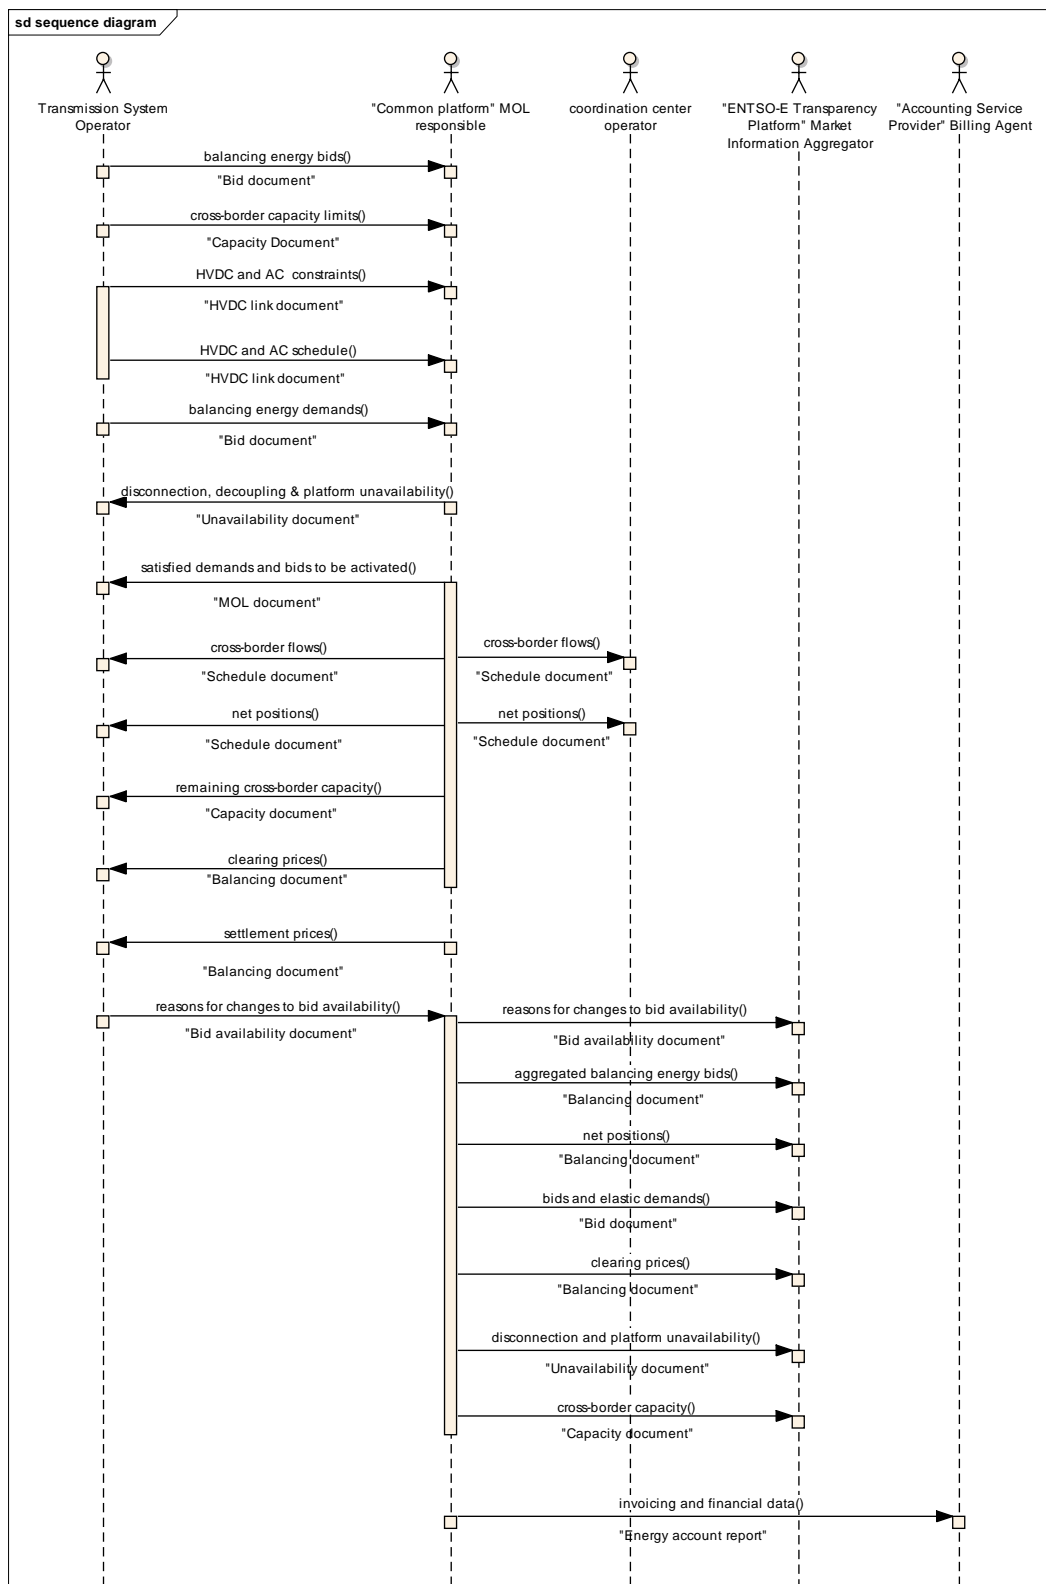 sd sequence diagram
Transmission System
Operator
"Common platform" MOL
responsible
coordination center
operator
"ENTSO-E Transparency
Platform" Market
Information Aggregator
"Accounting Service
Provider" Billing Agent
balancing energy bids()
"Bid document"
cross-border capacity limits()
"Capacity Document"
HVDC and AC  constraints()
"HVDC link document"
HVDC and AC schedule()
"HVDC link document"
balancing energy demands()
"Bid document"
disconnection, decoupling & platform unavailability()
"Unavailability document"
satisfied demands and bids to be activated()
"MOL document"
cross-border flows()
"Schedule document"
cross-border flows()
"Schedule document"
net positions()
"Schedule document"
net positions()
"Schedule document"
remaining cross-border capacity()
"Capacity document"
clearing prices()
"Balancing document"
settlement prices()
"Balancing document"
reasons for changes to bid availability()
"Bid availability document"
reasons for changes to bid availability()
"Bid availability document"
aggregated balancing energy bids()
"Balancing document"
net positions()
"Balancing document"
bids and elastic demands()
"Bid document"
clearing prices()
"Balancing document"
disconnection and platform unavailability()
"Unavailability document"
cross-border capacity()
"Capacity document"
invoicing and financial data()
"Energy account report"